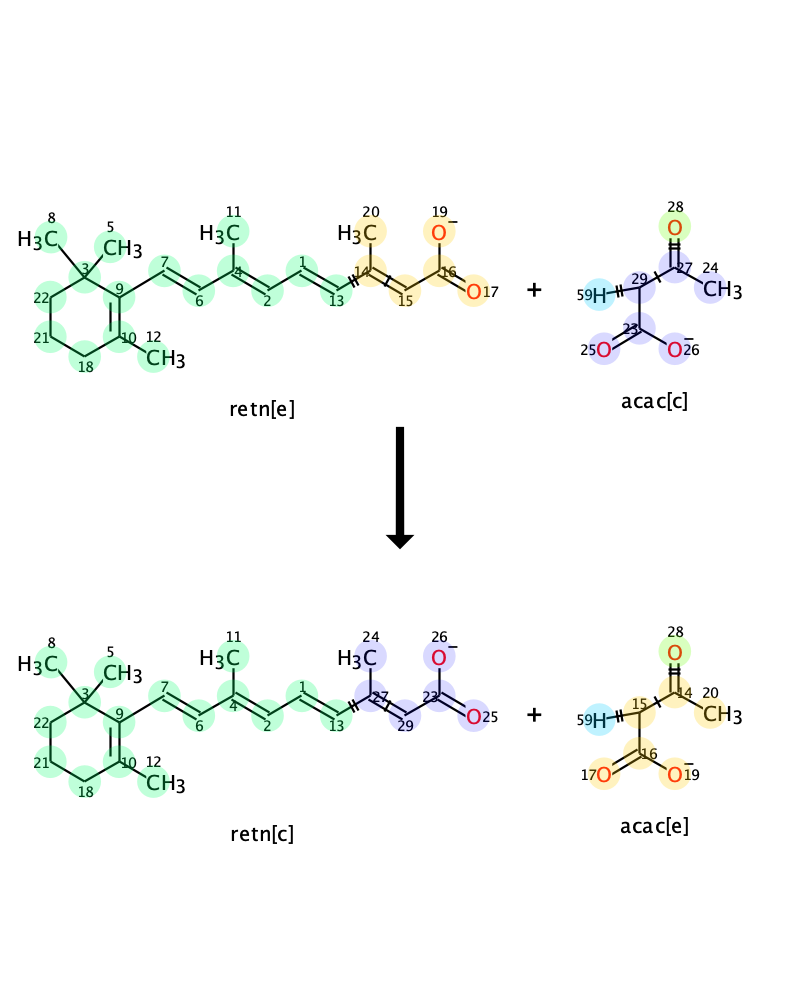 8
H3C
5
CH3
3
22
21
18
9
10
12
CH3
7
6
11
H3C
4
2
1
13
20
H3C
14
15
19
O−
16
O17
+
28
O
27
24
CH3
29
59H
23
25O
O−
26
retn[e]
acac[c]
8
H3C
5
CH3
3
22
21
18
9
10
12
CH3
7
6
11
H3C
4
2
1
13
24
H3C
27
29
26
O−
23
O25
+
28
O
14
20
CH3
15
59H
16
17O
O−
19
retn[c]
acac[e]